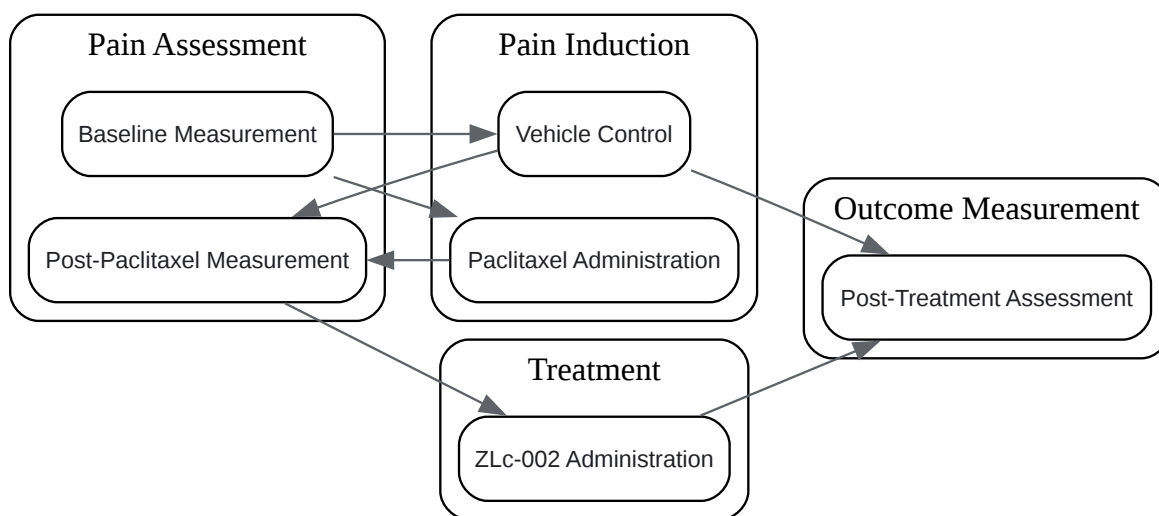 Pain Assessment
Baseline Measurement
Post-Paclitaxel Measurement
Pain Induction
Vehicle Control
Paclitaxel Administration
Treatment
ZLc-002 Administration
Outcome Measurement
Post-Treatment Assessment